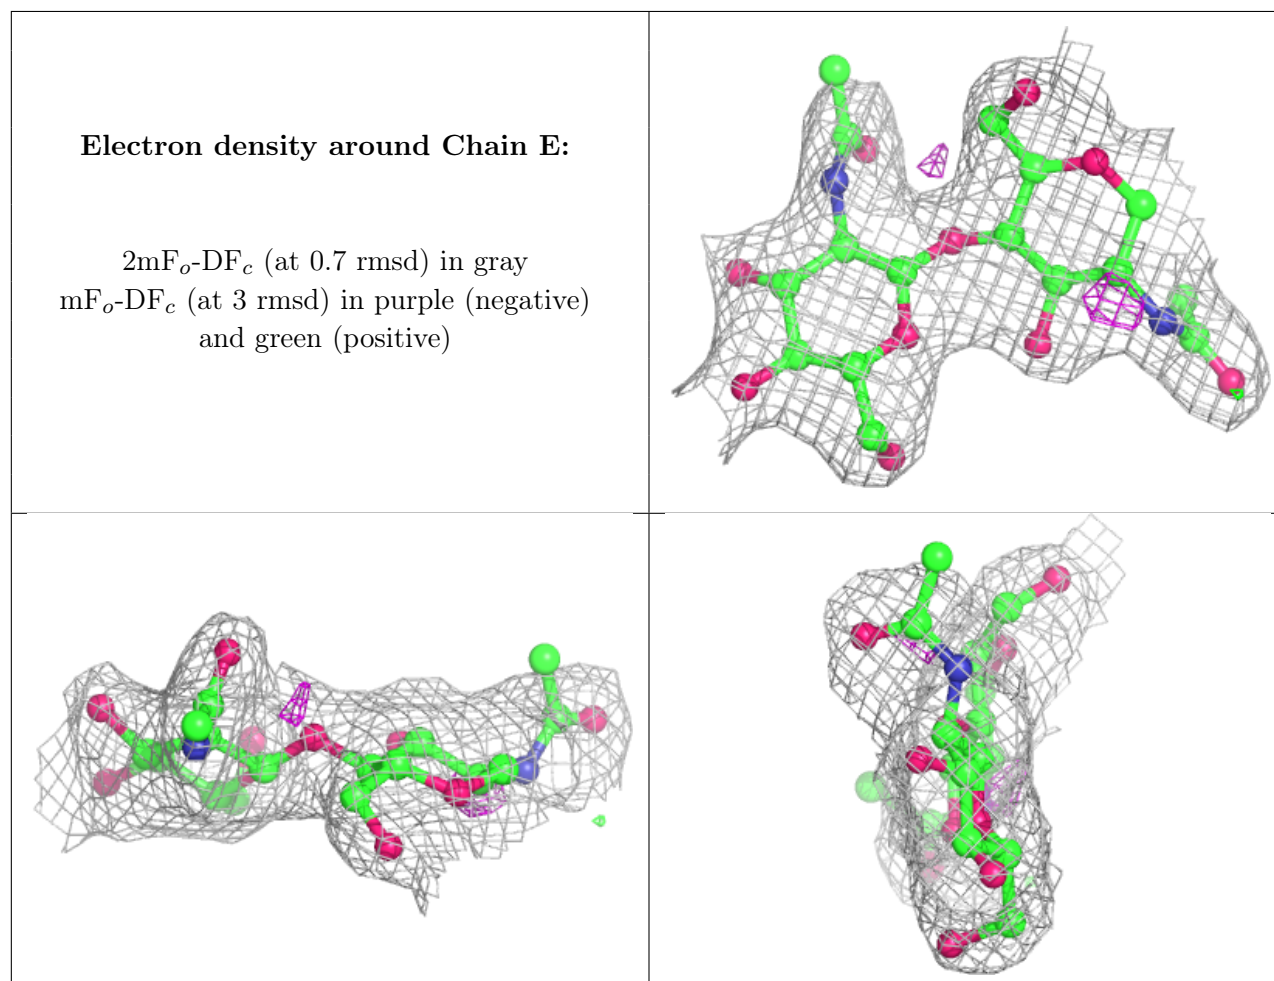 Electron density around Chain E:
2mFo-DFc (at 0.7 rmsd) in gray
mFo-DFc (at 3 rmsd) in purple (negative)
and green (positive)